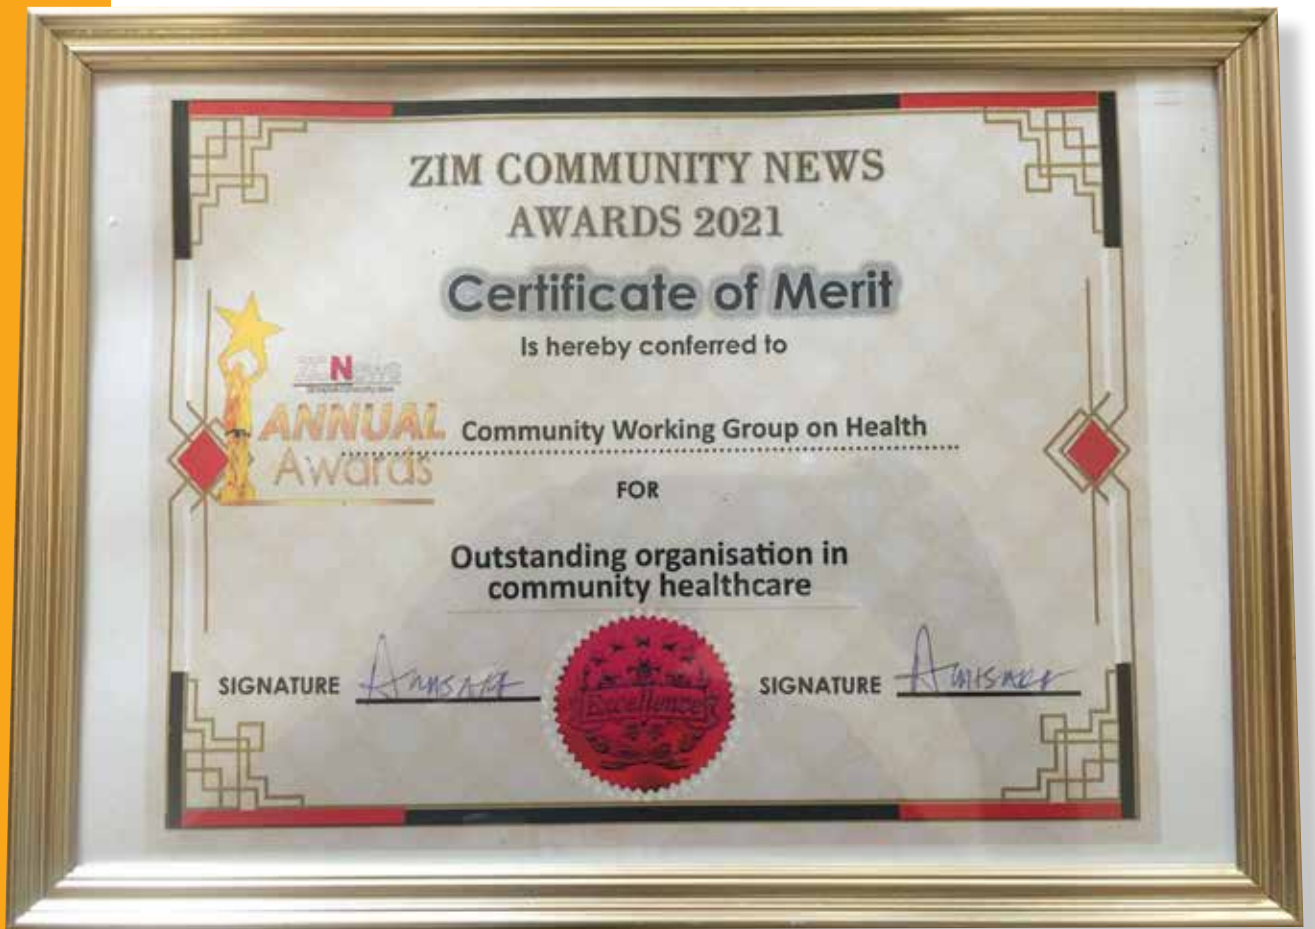 ZIM COMMUNITY NEWS
AWARDS 2021
Certificate of Merit
Is hereby conferred to
ANNUAL
Awards
Community Working Group on Health
FOR
Outstanding organisation in
community healthcare
SIGNATURE
SIGNATURE
Excellence